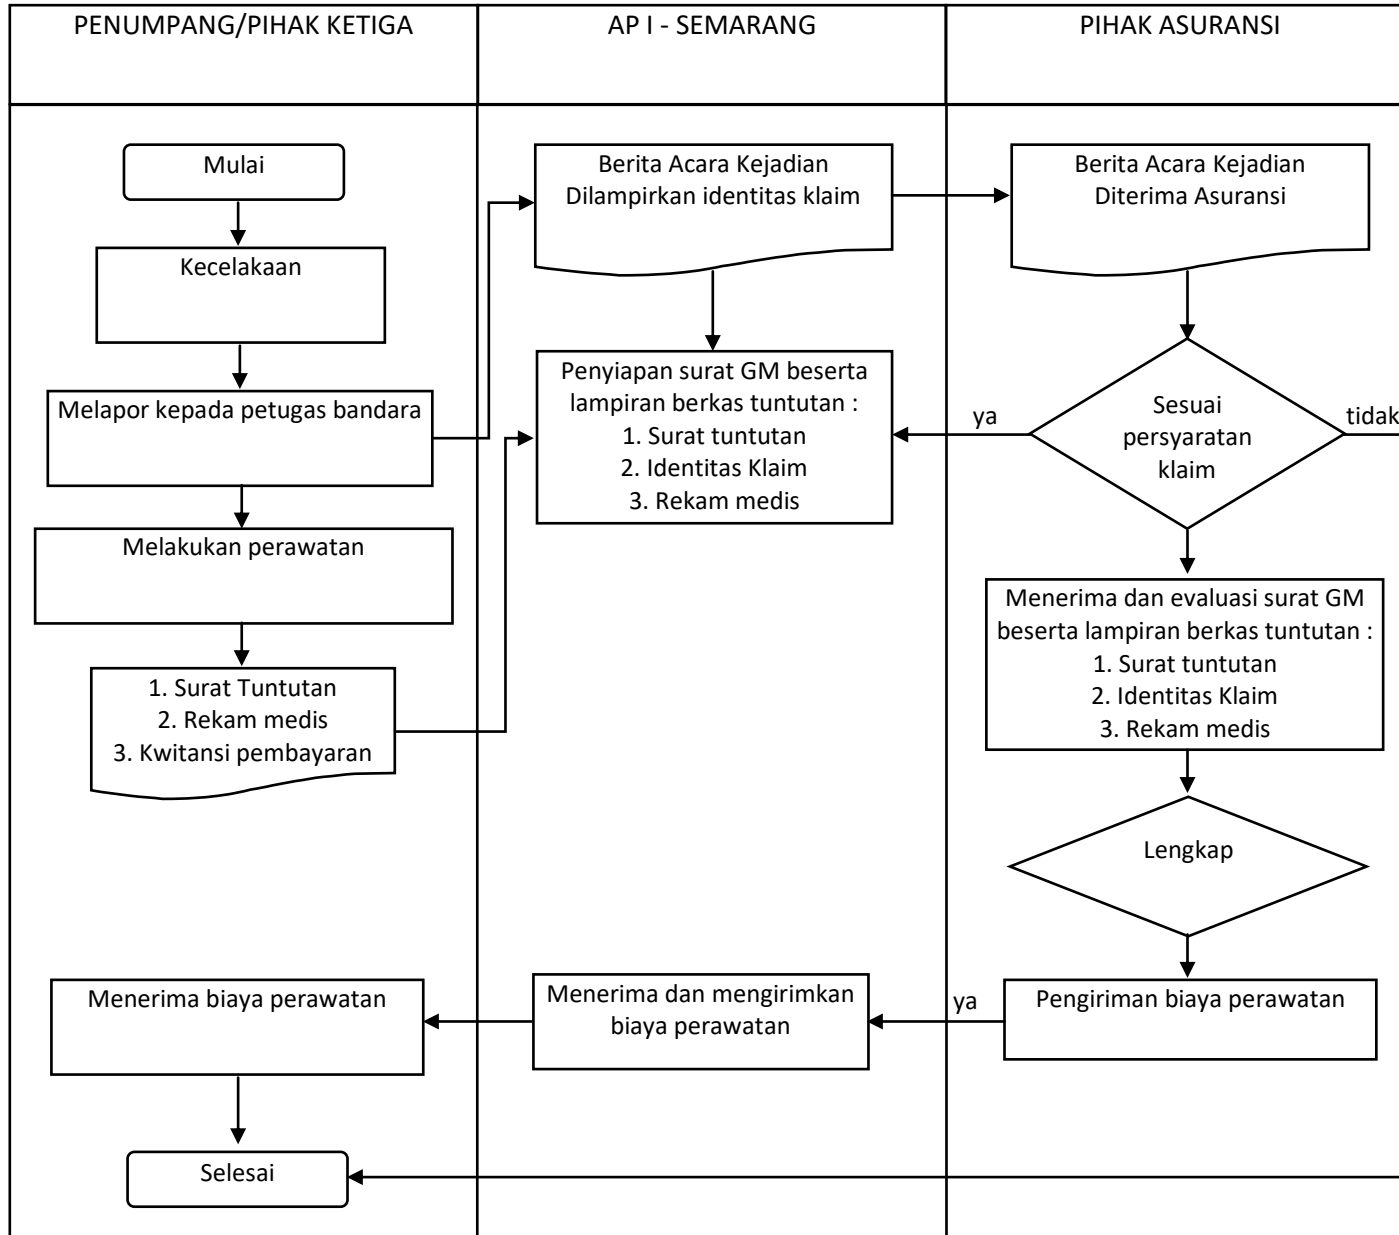 PENUMPANG/PIHAK KETIGA
AP I - SEMARANG
PIHAK ASURANSI
Mulai
Kecelakaan
Melapor kepada petugas bandara
Melakukan perawatan
1. Surat Tuntutan
2. Rekam medis
3. Kwitansi pembayaran
Menerima biaya perawatan
Selesai
Berita Acara Kejadian
Dilampirkan identitas klaim
Penyiapan surat GM beserta
lampiran berkas tuntutan :
1. Surat tuntutan
2. Identitas Klaim
3. Rekam medis
Menerima dan mengirimkan
biaya perawatan
Berita Acara Kejadian
Diterima Asuransi
ya
Sesuai
persyaratan
klaim
tidak
Menerima dan evaluasi surat GM
beserta lampiran berkas tuntutan :
1. Surat tuntutan
2. Identitas Klaim
3. Rekam medis
Lengkap
ya
Pengiriman biaya perawatan